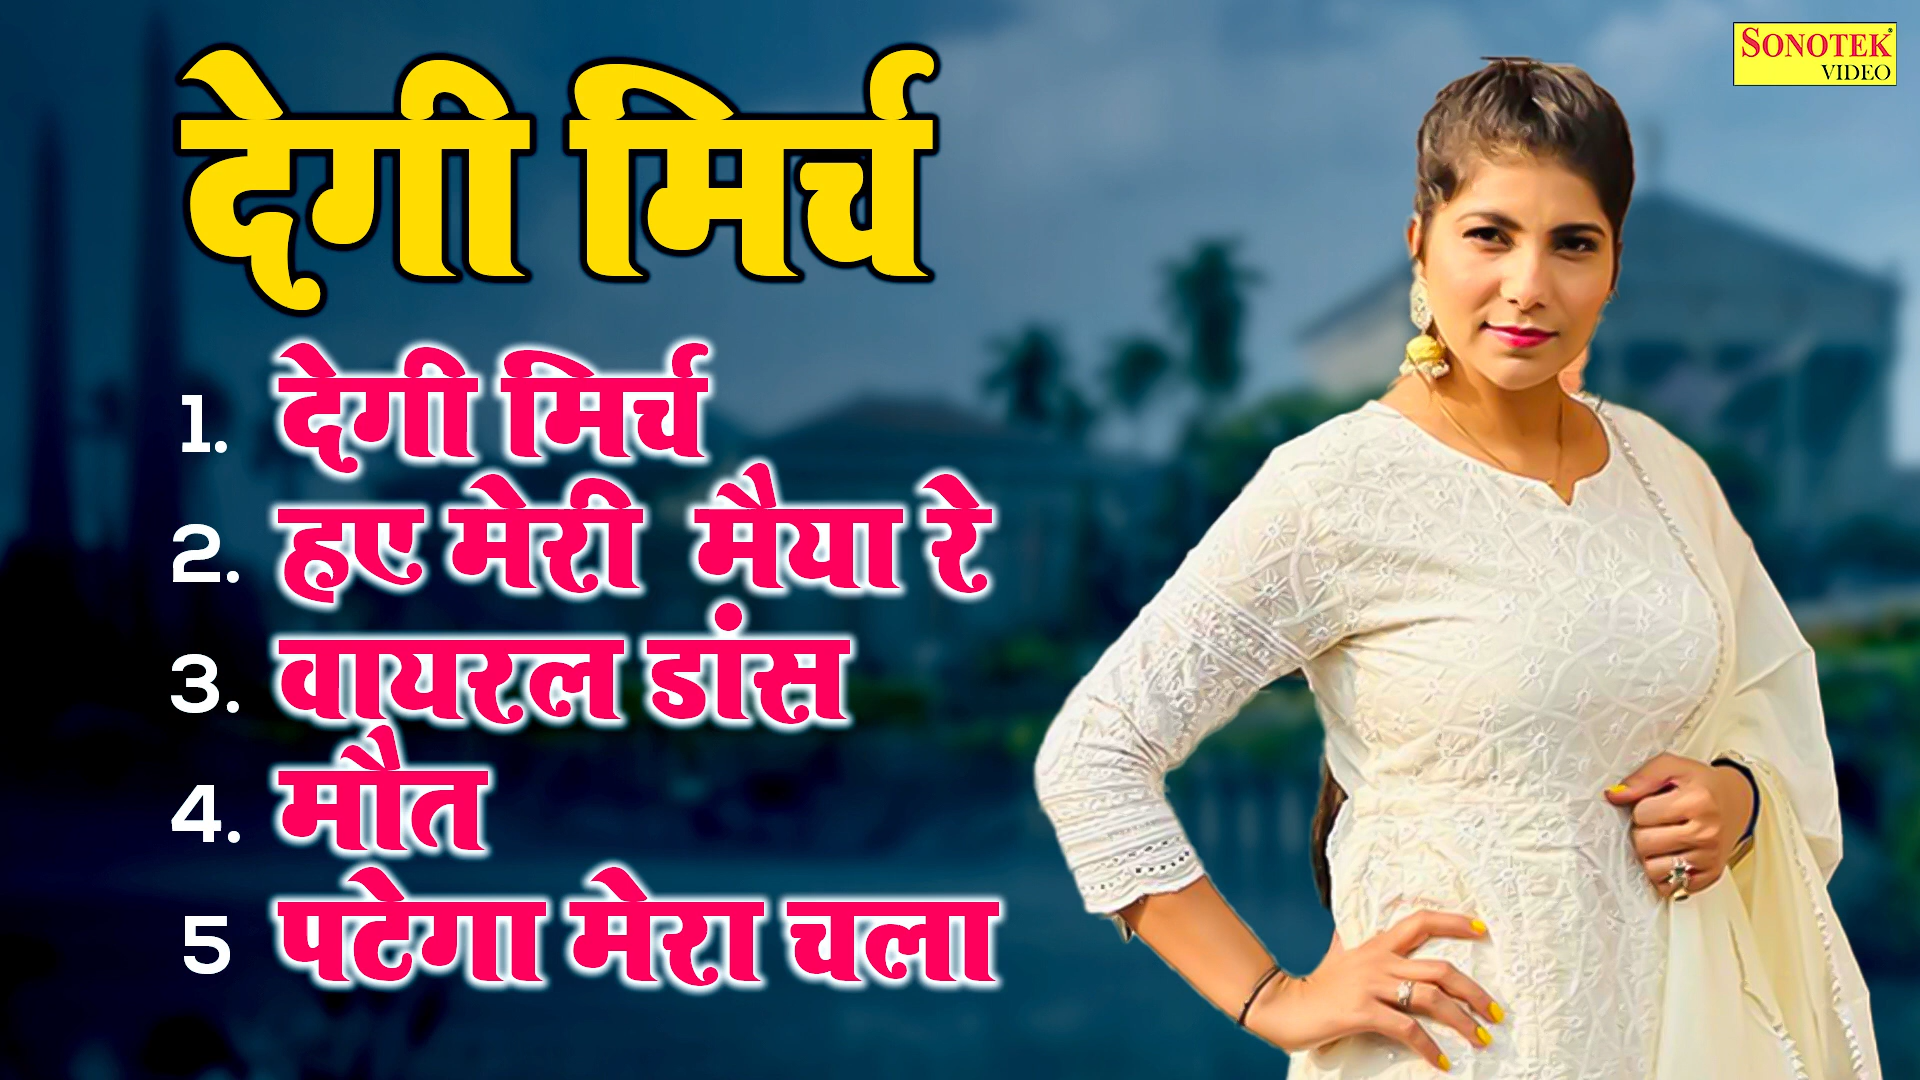 देगी मिर्च
1. देगी मिर्च
2. हए मेरी मैया रे
3. वायरल डांस
4. मौत
5 पटेगा मेरा चला
SONOTEK
VIDEO